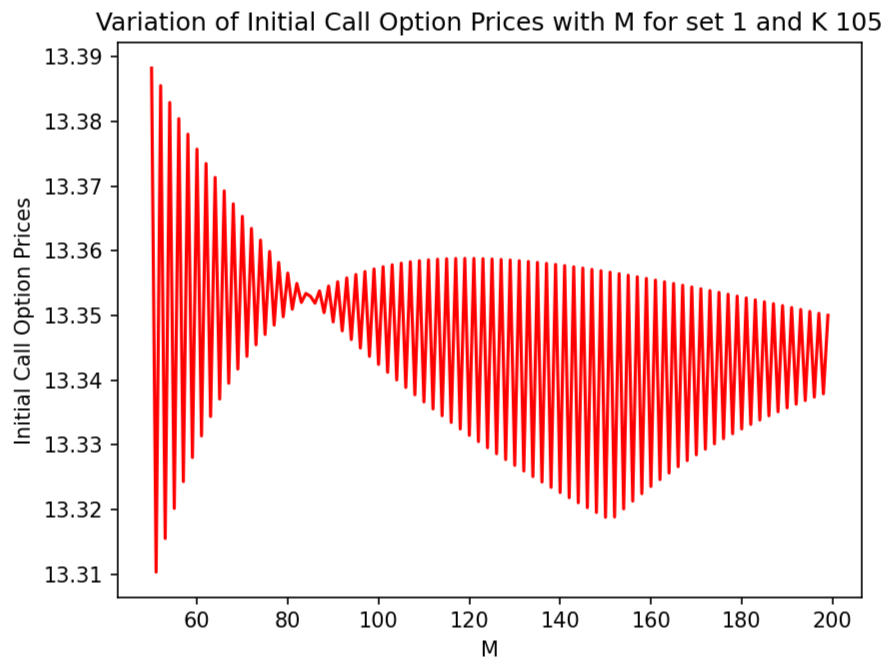 Variation of Initial Call Option Prices with M for set 1 and K 105
13.39
13.38
13.37
13.36
13.35
13.34
13.33
13.32
13.31
Initial Call Option Prices
60 80 100 120 140 160 180 200
M